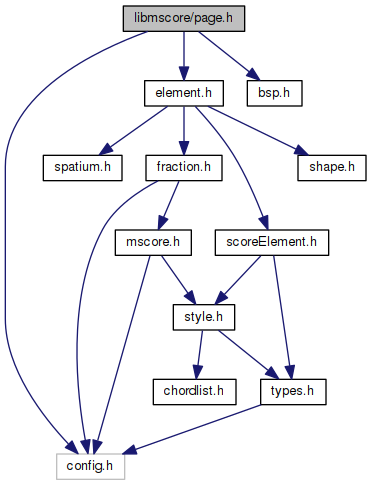 libmscore/page.h
element.h
bsp.h
spatium.h
fraction.h
shape.h
mscore.h
scoreElement.h
style.h
chordlist.h
types.h
config.h